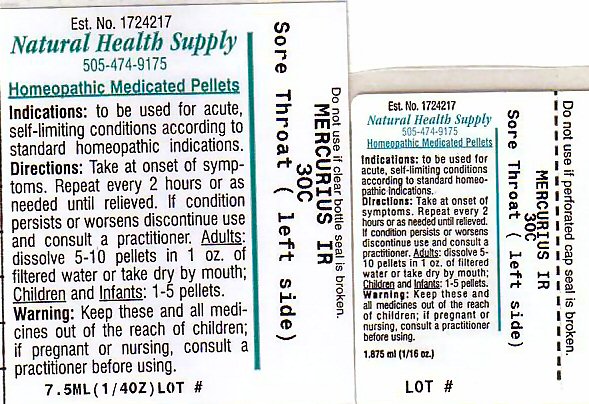 Est. No. 1724217
Natural Health Supply
505-474-9175
Homeopathic Medicated Pellets
Indications: to be used for acute,
self-limiting conditions according to
standard homeopathic indications.
Directions: Take at onset of symp-
toms. Repeat every 2 hours or as
needed until relieved. If condition
persists or worsens discontinue use
and consult a practitioner. Adults:
dissolve 5-10 pellets in 1 oz. of
filtered water or take dry by mouth;
Children and Infants: 1-5 pellets.
Warning: Keep these and all medi-
cines out of the reach of children;
if pregnant or nursing, consult a
practitioner before using.
7.5ML(1/4OZ)LOT #
Do not use if clear bottle seal is broken.
MERCURIUS IR
30C
Sore Throat ( left side)
Est. No. 1724217
Natural Health Supply
505-474-9175
Homeopathic Medicated Pellets
Indications: to be used for
acute, self-limiting conditions
according to standard homeo-
pathic indications.
Directions: Take at onset of
symptoms. Repeat every 2
hours or as needed until relieved.
If condition persists or worsens
discontinue use and consult a
practitioner. Adults: dissolve 5-
10 pellets in 1 oz. of filtered
water or take dry by mouth;
Children and Infants: 1-5 pellets.
Warning: Keep these and all
medicines out of the reach of
children; if pregnant or
nursing, consult a practitioner
before using.
1.875 ml (1/16 oz.)
LOT #
Do not use if perforated cap seal is broken.
MERCURIUS IR
30C
Sore Throat ( left side)